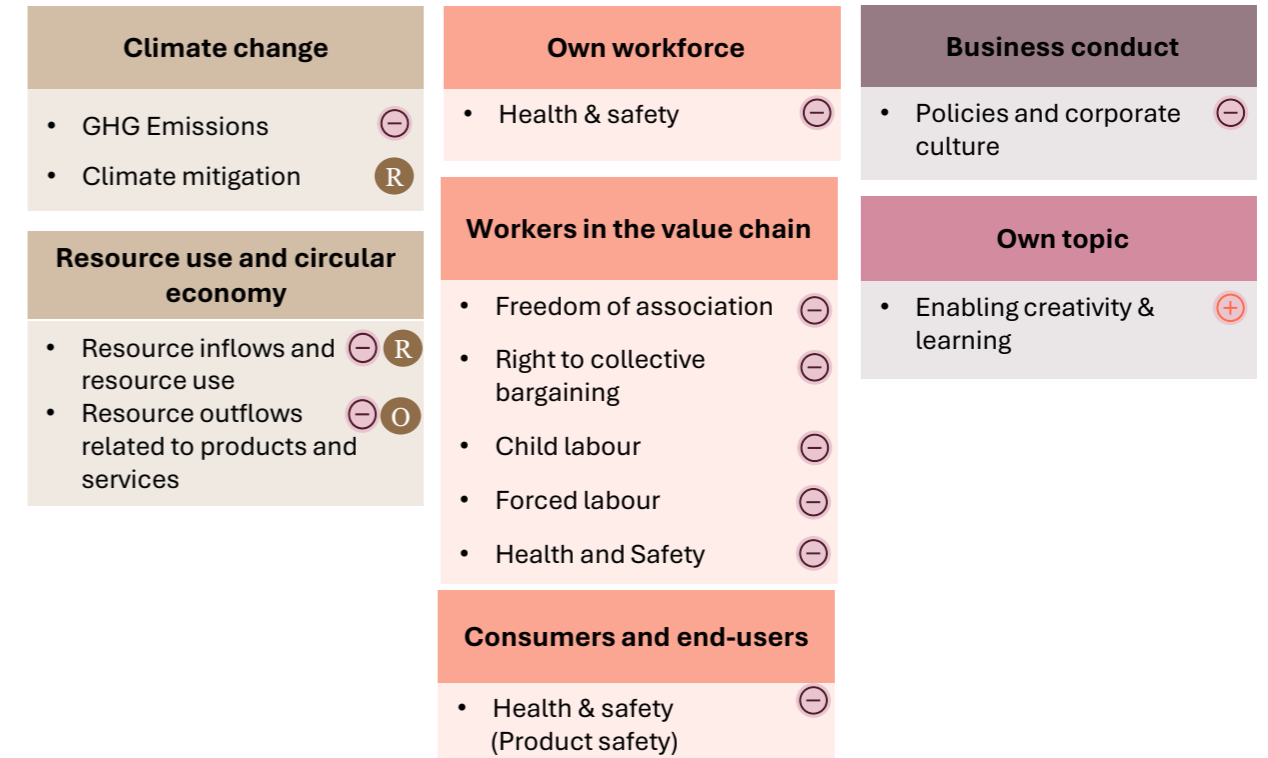 Climate change
• GHG Emissions −
• Climate mitigation R
Resource use and circular
economy
• Resource inflows and − R
resource use
• Resource outflows − O
related to products and
services
Own workforce
• Health & safety −
Workers in the value chain
• Freedom of association −
• Right to collective −
bargaining
• Child labour −
• Forced labour −
• Health and Safety −
Consumers and end-users
• Health & safety −
(Product safety)
Business conduct
• Policies and corporate −
culture
Own topic
• Enabling creativity & +
learning